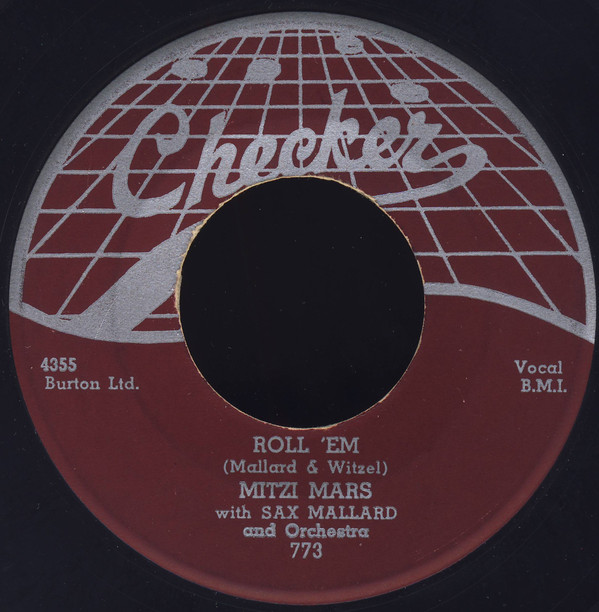 Checker
4355
Burton Ltd.
Vocal
B.M.I.
ROLL 'EM
(Mallard & Witzel)
MITZI MARS
with SAX MALLARD
and Orchestra
773